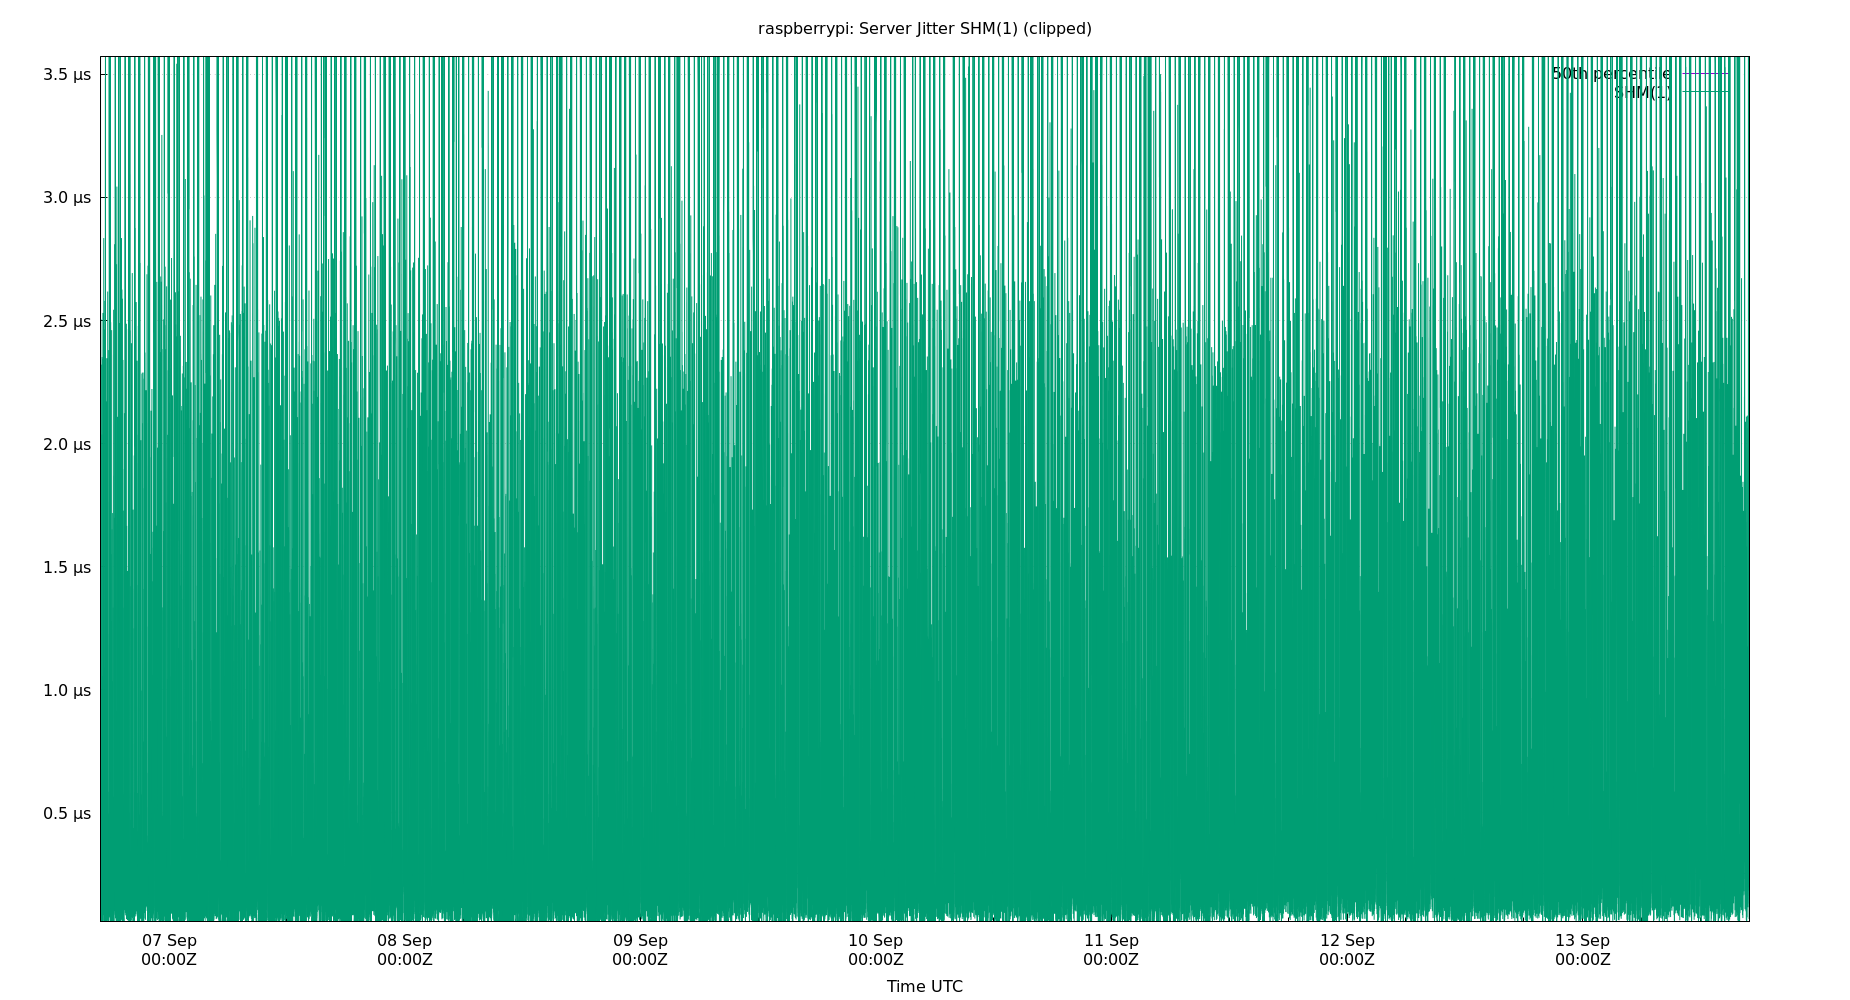 raspberrypi: Server Jitter SHM(1) (clipped)
50th percentile
SHM(1)
3.5 µs
3.0 µs
2.5 µs
2.0 µs
1.5 µs
1.0 µs
0.5 µs
07 Sep 08 Sep 09 Sep 10 Sep 11 Sep 12 Sep 13 Sep
00:00Z 00:00Z 00:00Z 00:00Z 00:00Z 00:00Z 00:00Z
Time UTC